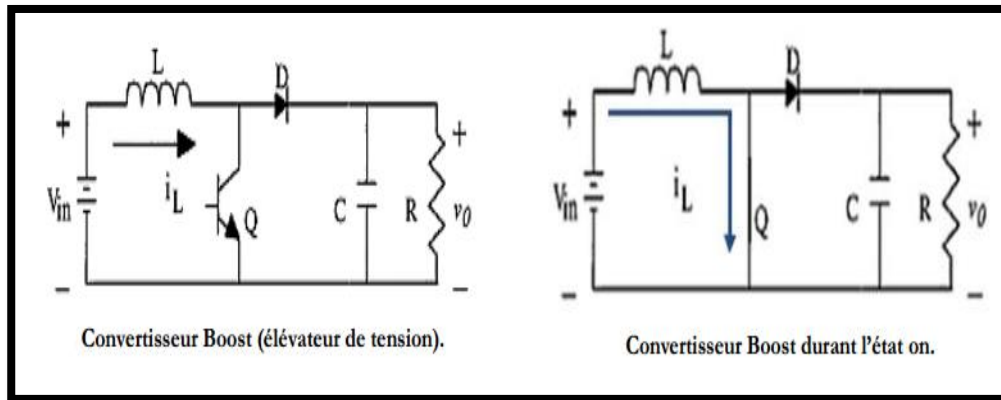 L
D
+
+
Vin
iL
Q
C
R
v0
−
−
Convertisseur Boost (élévateur de tension).
L
D
+
+
Vin
iL
Q
C
R
v0
−
−
Convertisseur Boost durant l'état on.